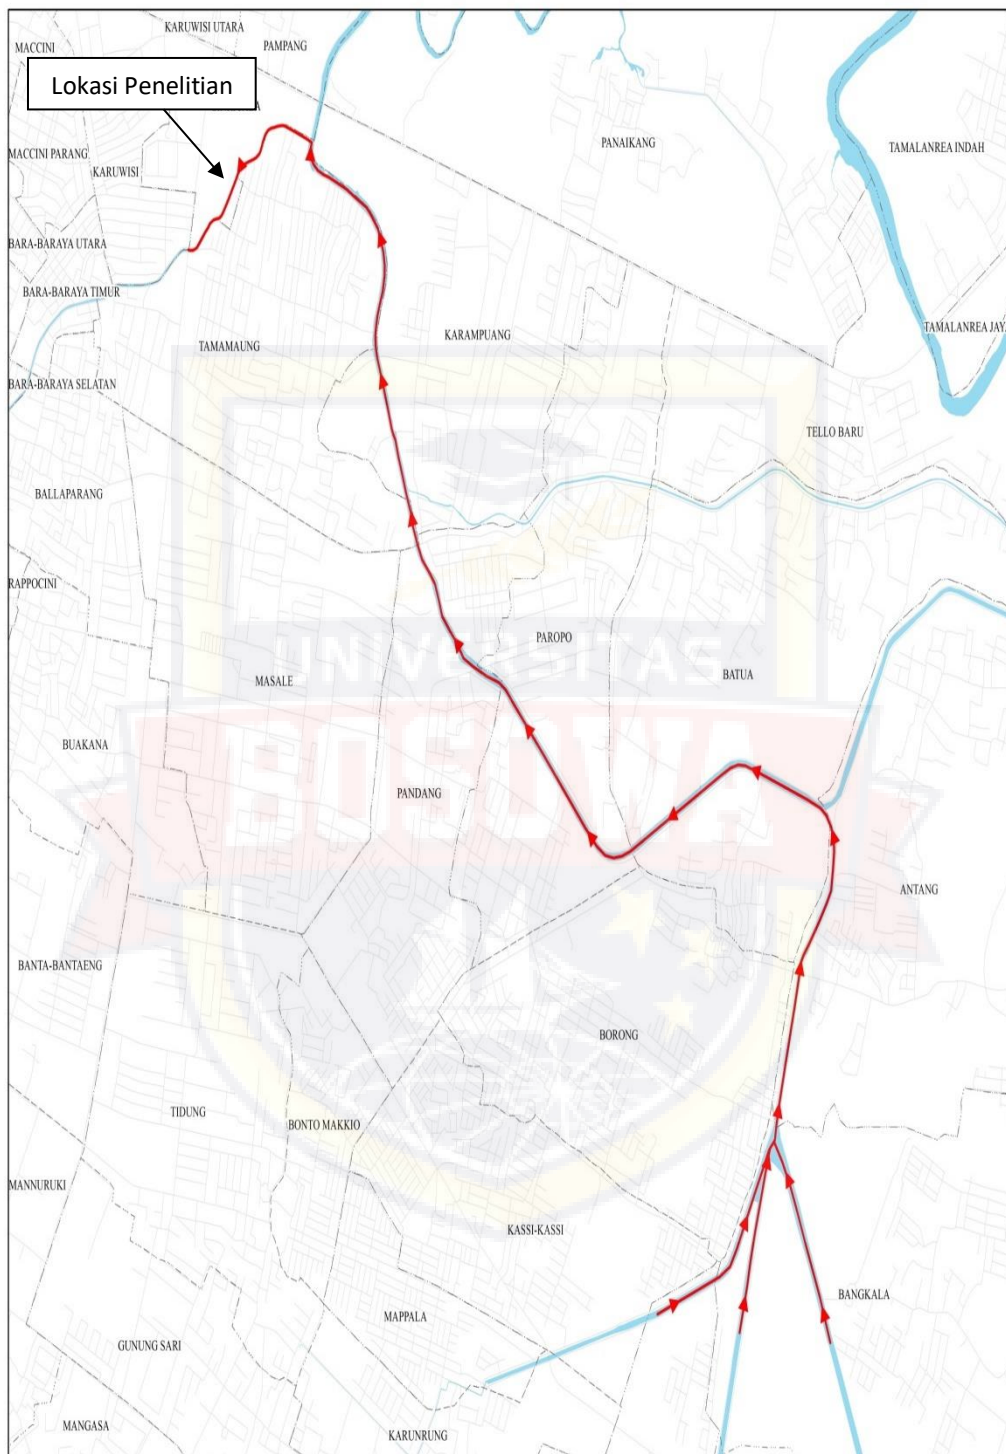 KARUWISI UTARA
MACCINI
PAMPANG
Lokasi Penelitian
PANAIKANG
TAMALANREA INDAH
MACCINI PARANG
KARUWISI
BARA-BARAYA UTARA
BARA-BARAYA TIMUR
TAMALANREA JAYA
TAMAMAUNG
KARAMPUANG
BARA-BARAYA SELATAN
TELLO BARU
BALLAPARANG
RAPPOCINI
PAROPO
UNIVERSITAS
BATUA
MASALE
BUAKANA
BOSOWA
PANDANG
ANTANG
BANTA-BANTAENG
BORONG
TIDUNG
BONTO MAKKIO
MANNURUKI
KASSI-KASSI
BANGKALA
MAPPALA
GUNUNG SARI
MANGASA
KARUNRUNG